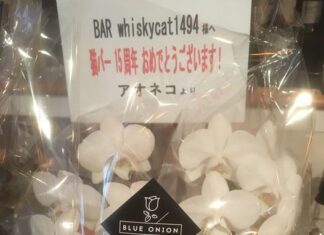 BAR whiskycat1494 様へ
猫バー 15周年 おめでとうございます!
アオネコより
BLUE ONION